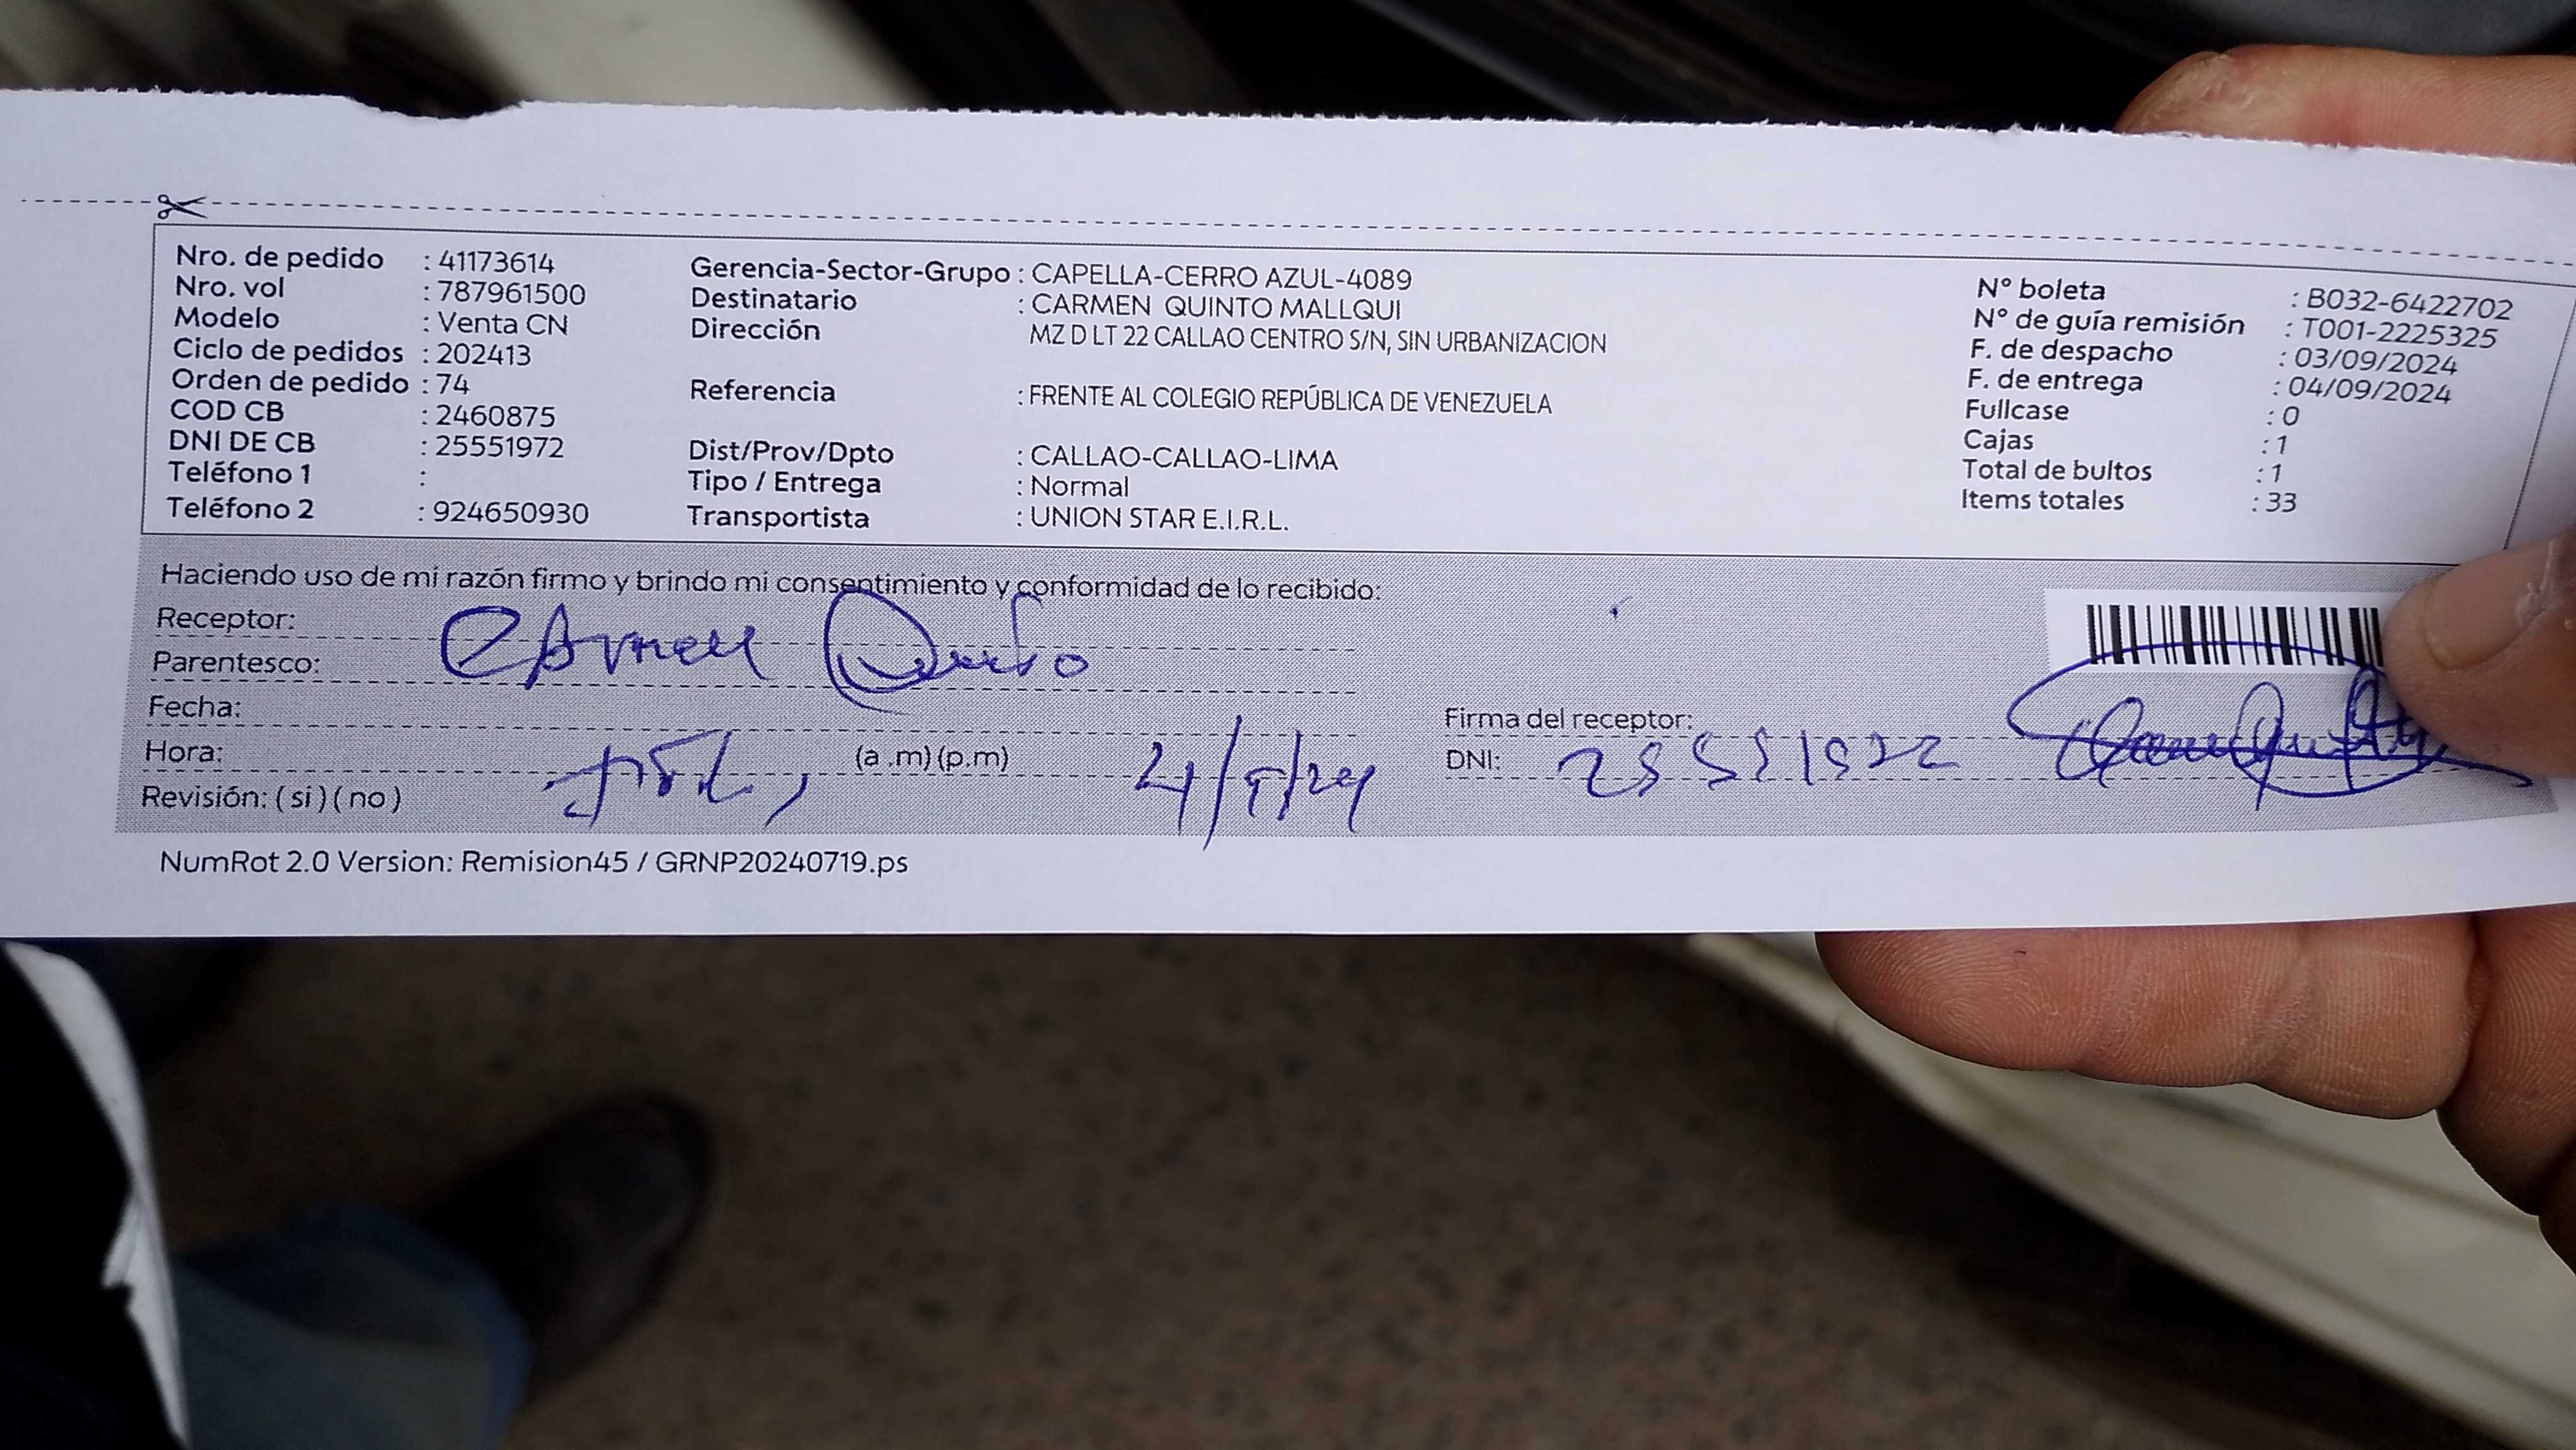 Nro. de pedido : 41173614
Nro. vol : 787961500
Modelo : Venta CN
Ciclo de pedidos : 202413
Orden de pedido : 74
COD CB : 2460875
DNI DE CB : 25551972
Teléfono 1 :
Teléfono 2 : 924650930
Gerencia-Sector-Grupo : CAPELLA-CERRO AZUL-4089
Destinatario : CARMEN QUINTO MALLQUI
Dirección MZ D LT 22 CALLAO CENTRO S/N, SIN URBANIZACION
Referencia : FRENTE AL COLEGIO REPÚBLICA DE VENEZUELA
Dist/Prov/Dpto : CALLAO-CALLAO-LIMA
Tipo / Entrega : Normal
Transportista : UNION STAR E.I.R.L.
N° boleta : B032-6422702
N° de guía remisión : T001-2225325
F. de despacho : 03/09/2024
F. de entrega : 04/09/2024
Fullcase : 0
Cajas : 1
Total de bultos : 1
Items totales : 33
Haciendo uso de mi razón firmo y brindo mi consentimiento y conformidad de lo recibido:
Receptor: Carmen Quinto
Parentesco:
Fecha:
Hora: (a .m) (p.m) 4/9/24
Revisión: ( si ) ( no )
Firma del receptor:
DNI: 25551972
NumRot 2.0 Version: Remision45 / GRNP20240719.ps